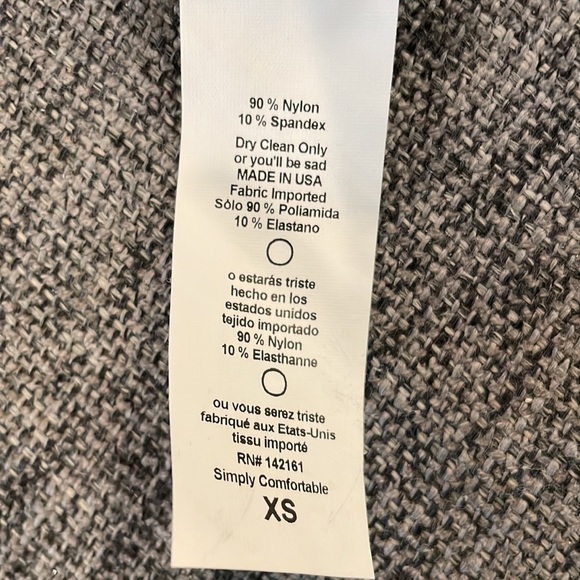 90 % Nylon
10 % Spandex
Dry Clean Only
or you'll be sad
MADE IN USA
Fabric Imported
Sólo 90 % Poliamida
10 % Elastano
o estarás triste
hecho en los
estados unidos
tejido importado
90 % Nylon
10 % Elasthanne
ou vous serez triste
fabriqué aux Etats-Unis
tissu importé
RN# 142161
Simply Comfortable
XS